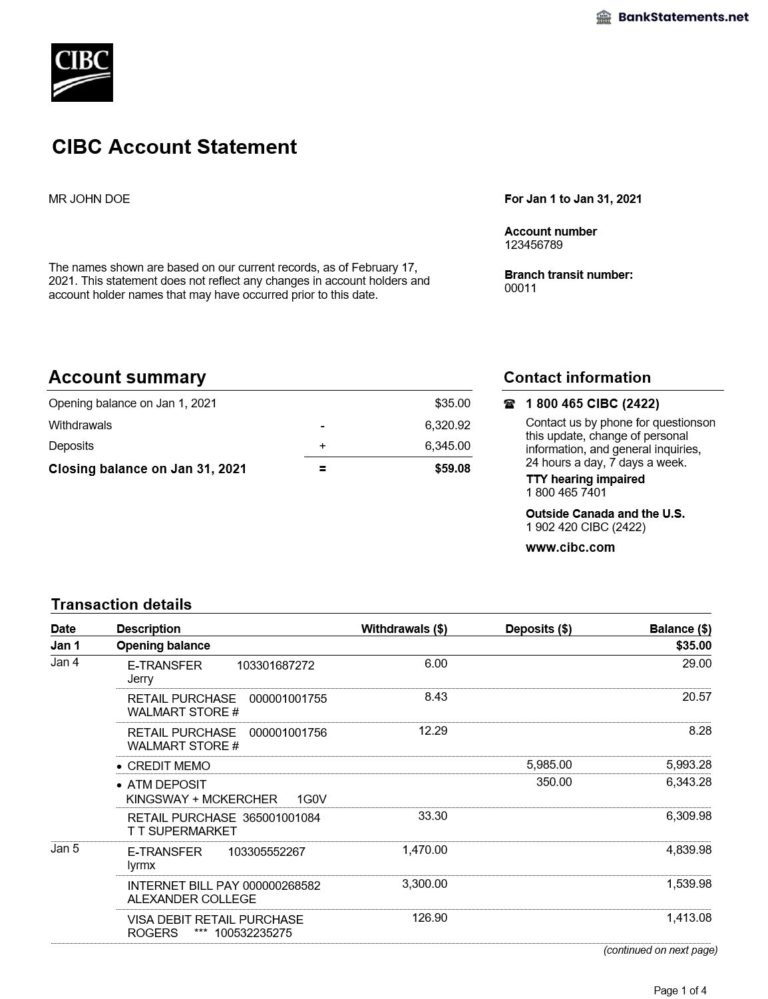 BankStatements.net
CIBC
CIBC Account Statement
MR JOHN DOE
For Jan 1 to Jan 31, 2021
Account number
123456789
The names shown are based on our current records, as of February 17,
2021. This statement does not reflect any changes in account holders and
account holder names that may have occurred prior to this date.
Branch transit number:
00011
Account summary
Opening balance on Jan 1, 2021 $35.00
Withdrawals - 6,320.92
Deposits + 6,345.00
Closing balance on Jan 31, 2021 = $59.08
Contact information
1 800 465 CIBC (2422)
Contact us by phone for questionson
this update, change of personal
information, and general inquiries,
24 hours a day, 7 days a week.
TTY hearing impaired
1 800 465 7401
Outside Canada and the U.S.
1 902 420 CIBC (2422)
www.cibc.com
Transaction details
Date Description Withdrawals ($) Deposits ($) Balance ($)
Jan 1 Opening balance $35.00
Jan 4 E-TRANSFER 103301687272 6.00 29.00
Jerry
RETAIL PURCHASE 000001001755 8.43 20.57
WALMART STORE #
RETAIL PURCHASE 000001001756 12.29 8.28
WALMART STORE #
• CREDIT MEMO 5,985.00 5,993.28
• ATM DEPOSIT 350.00 6,343.28
KINGSWAY + MCKERCHER 1G0V
RETAIL PURCHASE 365001001084 33.30 6,309.98
T T SUPERMARKET
Jan 5 E-TRANSFER 103305552267 1,470.00 4,839.98
lyrmx
INTERNET BILL PAY 000000268582 3,300.00 1,539.98
ALEXANDER COLLEGE
VISA DEBIT RETAIL PURCHASE 126.90 1,413.08
ROGERS *** 100532235275
(continued on next page)
Page 1 of 4